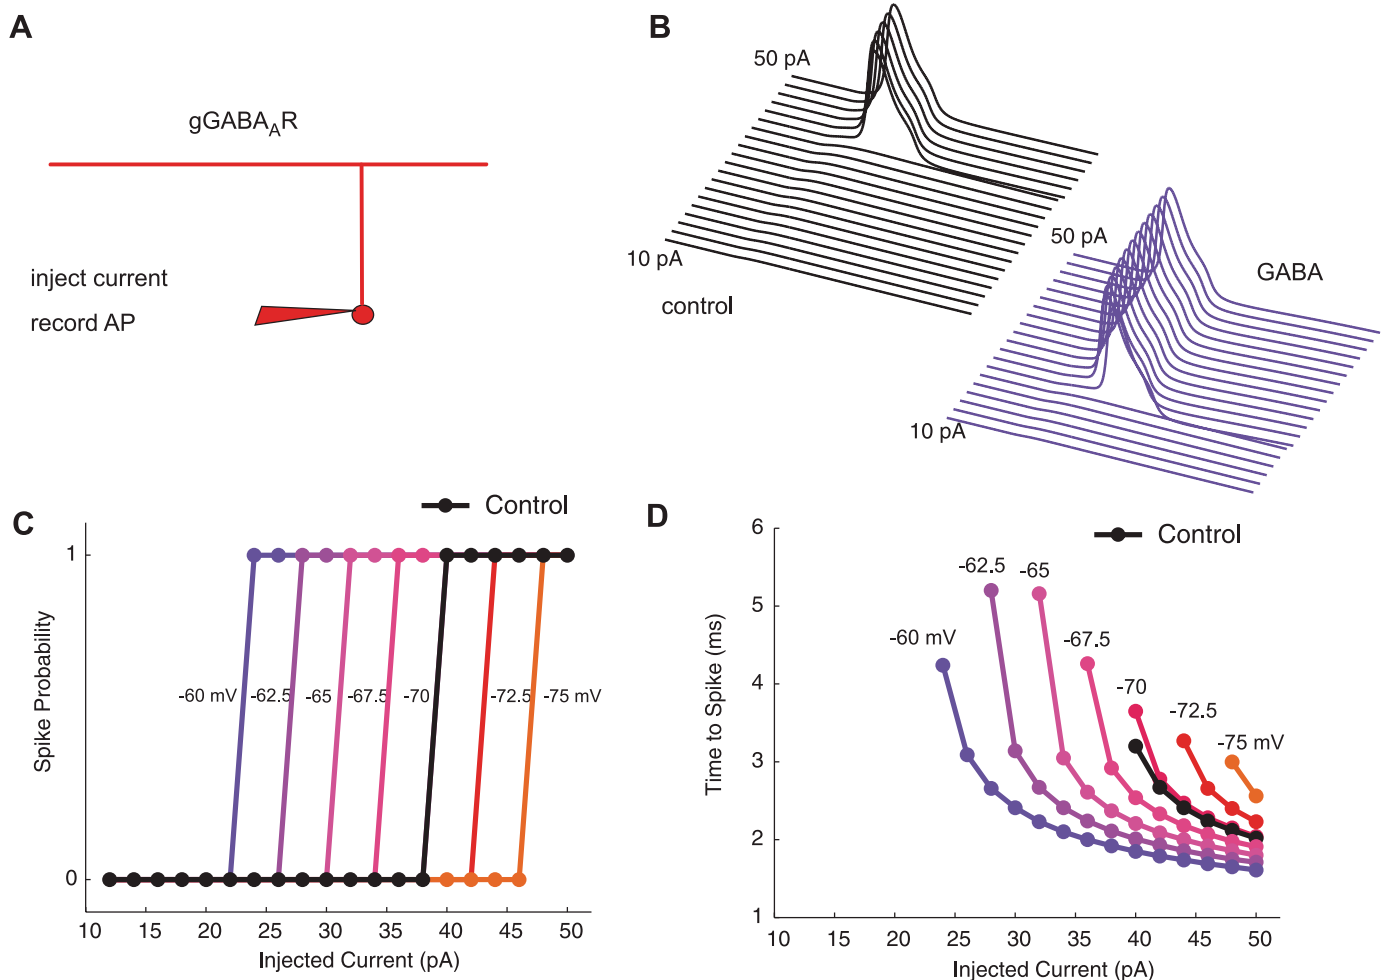 A
gGABAAR
inject current
record AP
B
50 pA
10 pA
control
50 pA
GABA
10 pA
C
Control
1
0
Spike Probability
-60 mV
-62.5
-65
-67.5
-70
-72.5
-75 mV
10 15 20 25 30 35 40 45 50
Injected Current (pA)
D
Control
6
5
4
3
2
1
Time to Spike (ms)
-60 mV
-62.5
-65
-67.5
-70
-72.5
-75 mV
10 15 20 25 30 35 40 45 50
Injected Current (pA)